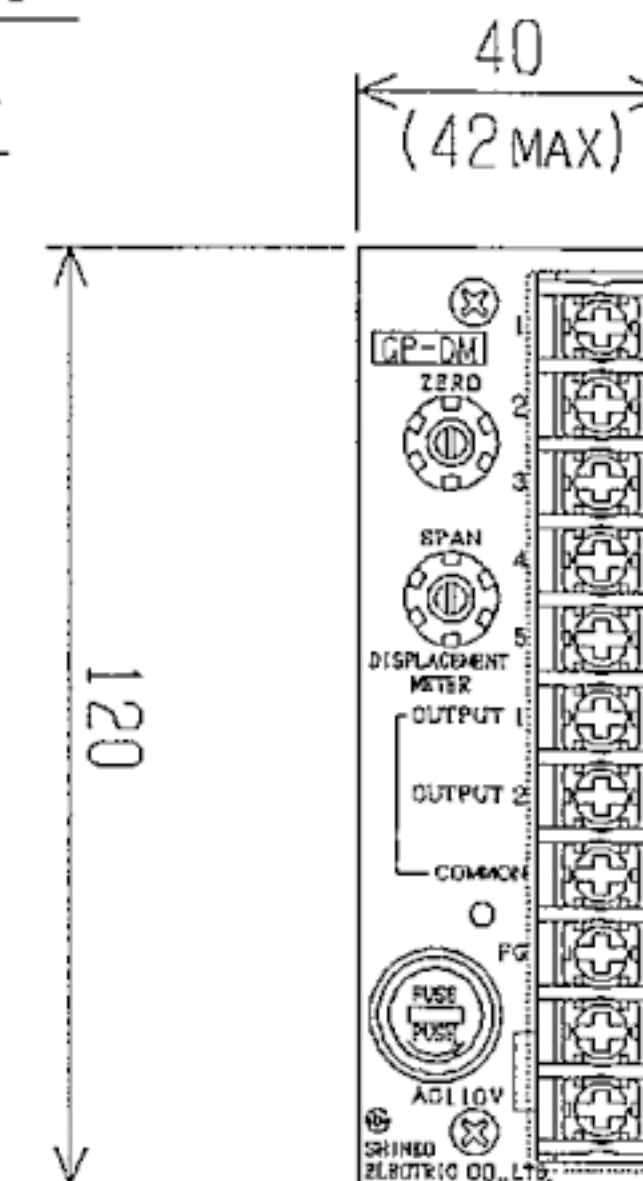 40
(42MAX)
120
GP-DM
ZERO
SPAN
DISPLACEMENT
METER
1
2
3
4
5
OUTPUT 1
OUTPUT 2
COMMON
FG
FUSE
PUSH
AC110V
SHINKO
ELECTRIC CO.,LTD.